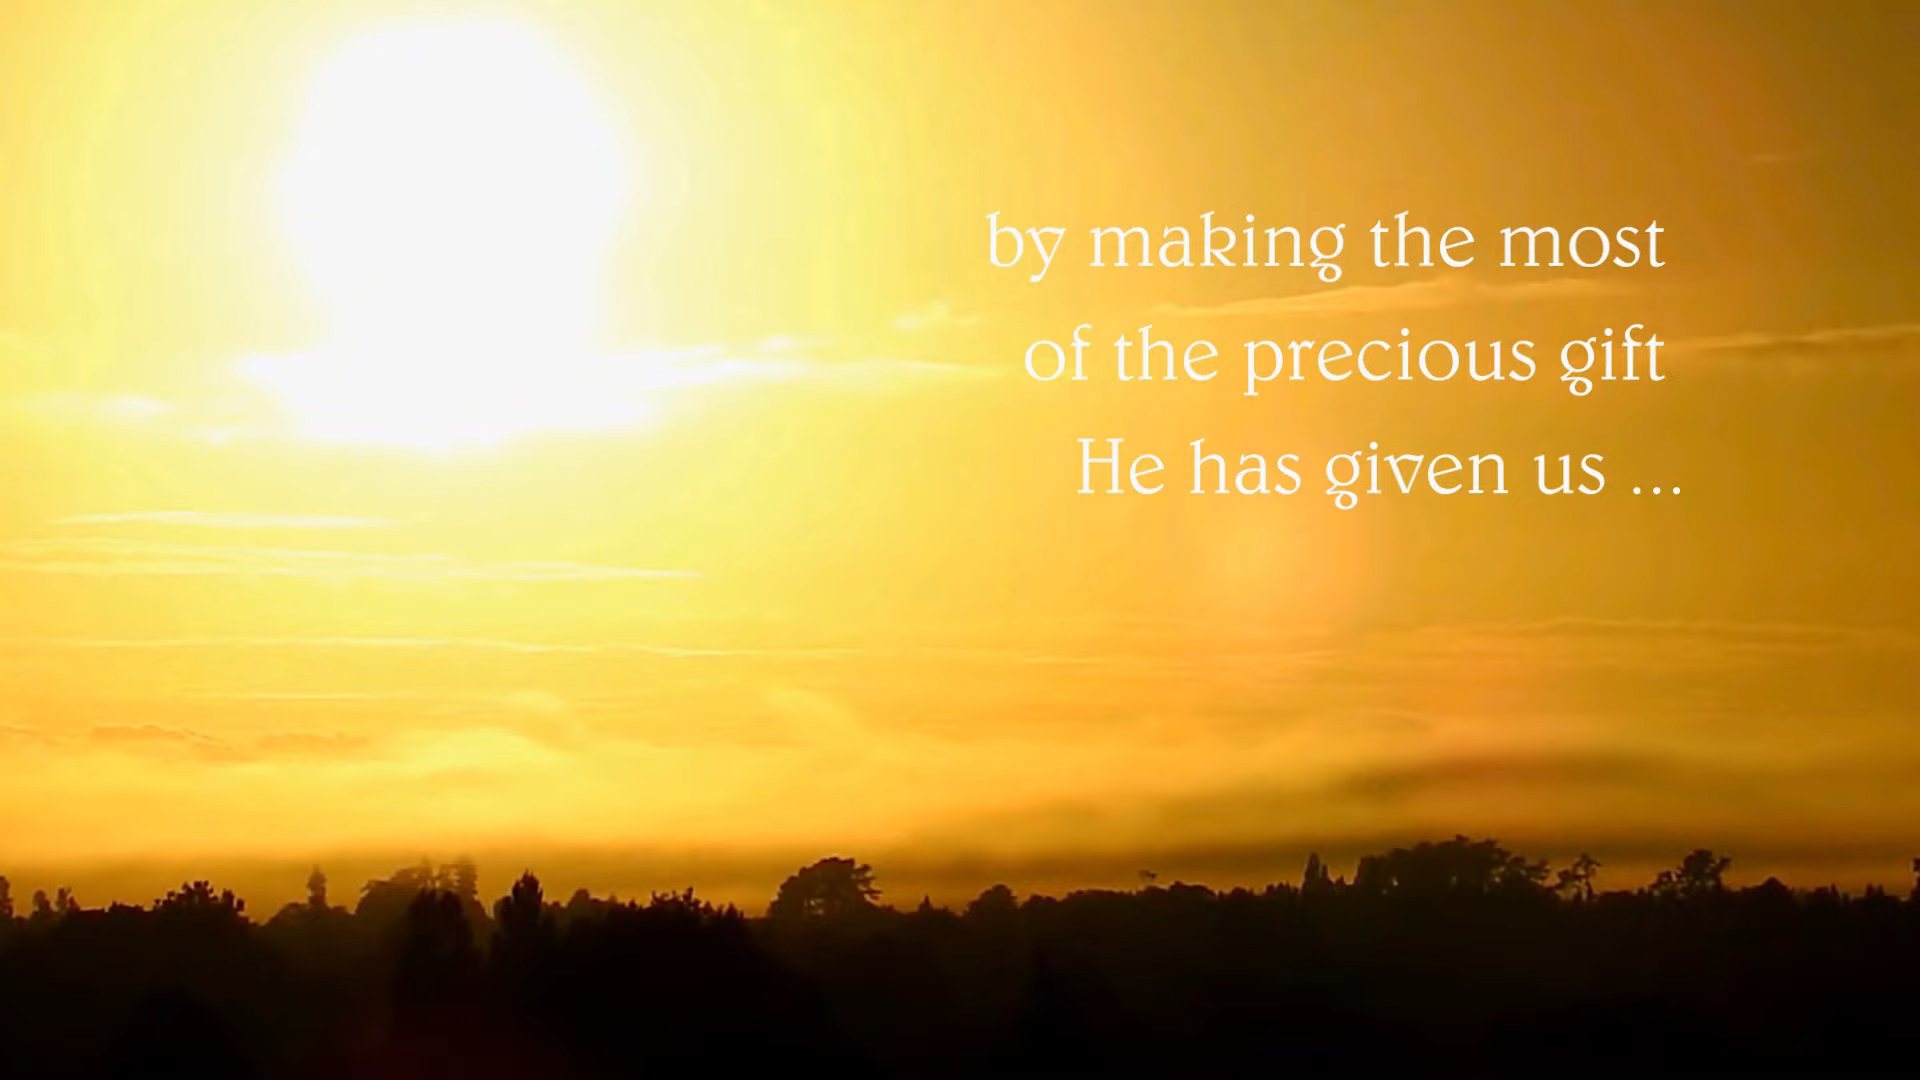 by making the most
of the precious gift
He has given us ...